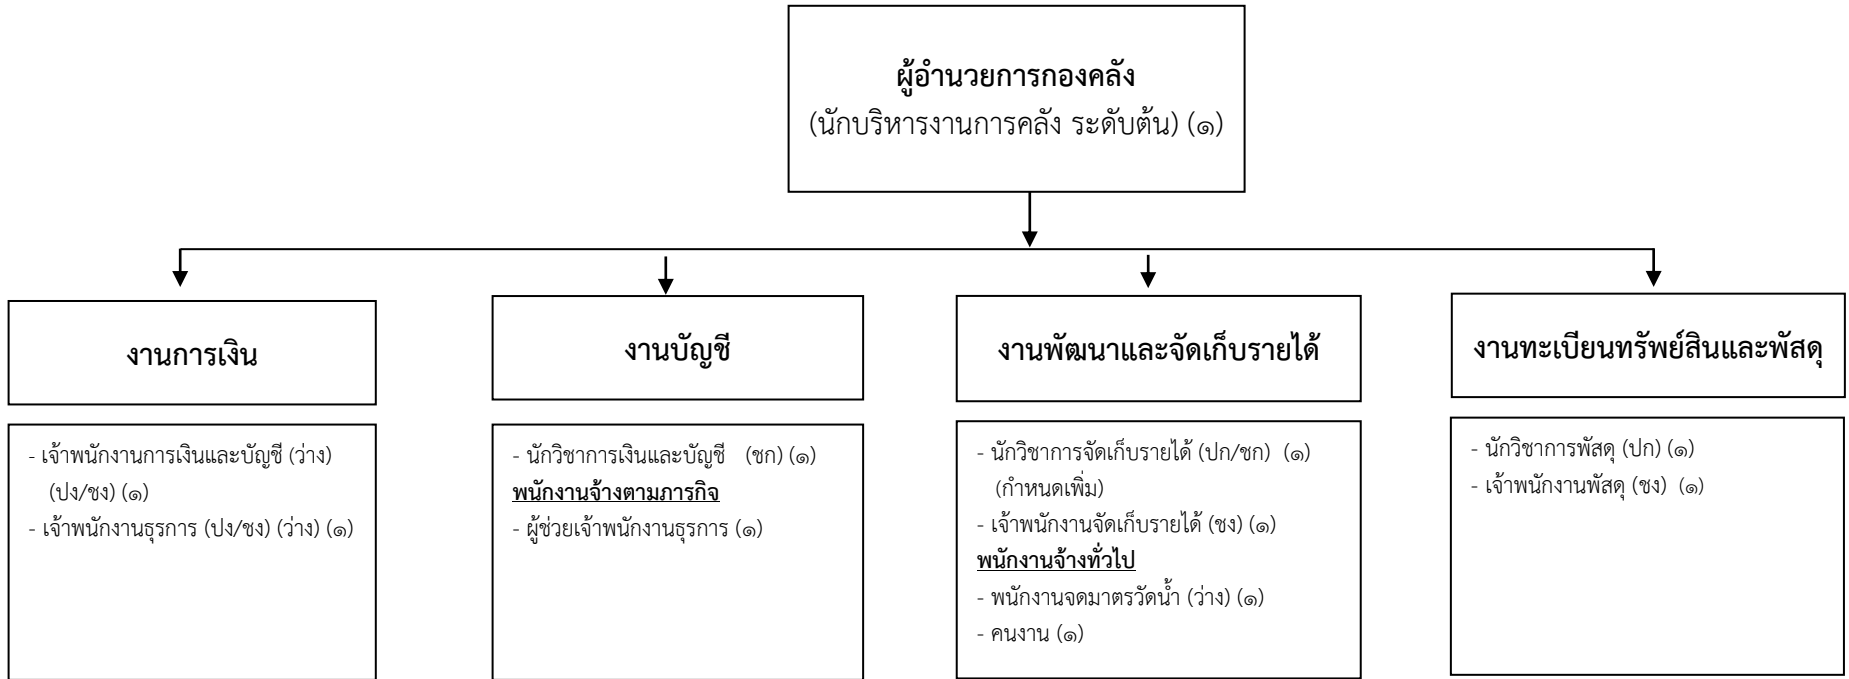 ผู้อำนวยการกองคลัง
(นักบริหารงานการคลัง ระดับต้น) (๑)
งานการเงิน
- เจ้าพนักงานการเงินและบัญชี (ว่าง)
(ปง/ชง) (๑)
- เจ้าพนักงานธุรการ (ปง/ชง) (ว่าง) (๑)
งานบัญชี
- นักวิชาการเงินและบัญชี (ชก) (๑)
พนักงานจ้างตามภารกิจ
- ผู้ช่วยเจ้าพนักงานธุรการ (๑)
งานพัฒนาและจัดเก็บรายได้
- นักวิชาการจัดเก็บรายได้ (ปก/ชก) (๑)
(กำหนดเพิ่ม)
- เจ้าพนักงานจัดเก็บรายได้ (ชง) (๑)
พนักงานจ้างทั่วไป
- พนักงานจดมาตรวัดน้ำ (ว่าง) (๑)
- คนงาน (๑)
งานทะเบียนทรัพย์สินและพัสดุ
- นักวิชาการพัสดุ (ปก) (๑)
- เจ้าพนักงานพัสดุ (ชง) (๑)